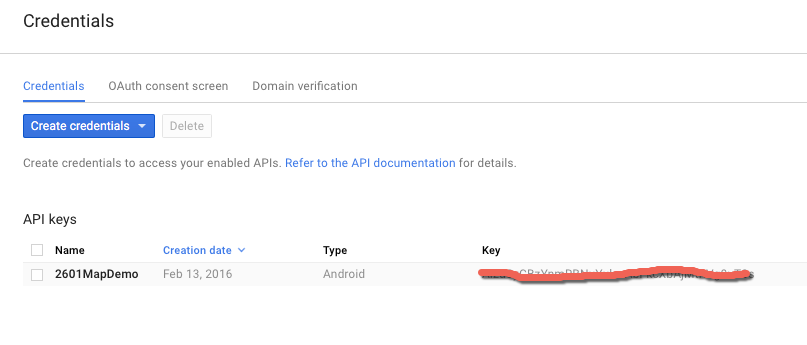 Credentials
Credentials OAuth consent screen Domain verification
Create credentials Delete
Create credentials to access your enabled APIs. Refer to the API documentation for details.
API keys
Name Creation date Type Key
2601MapDemo Feb 13, 2016 Android